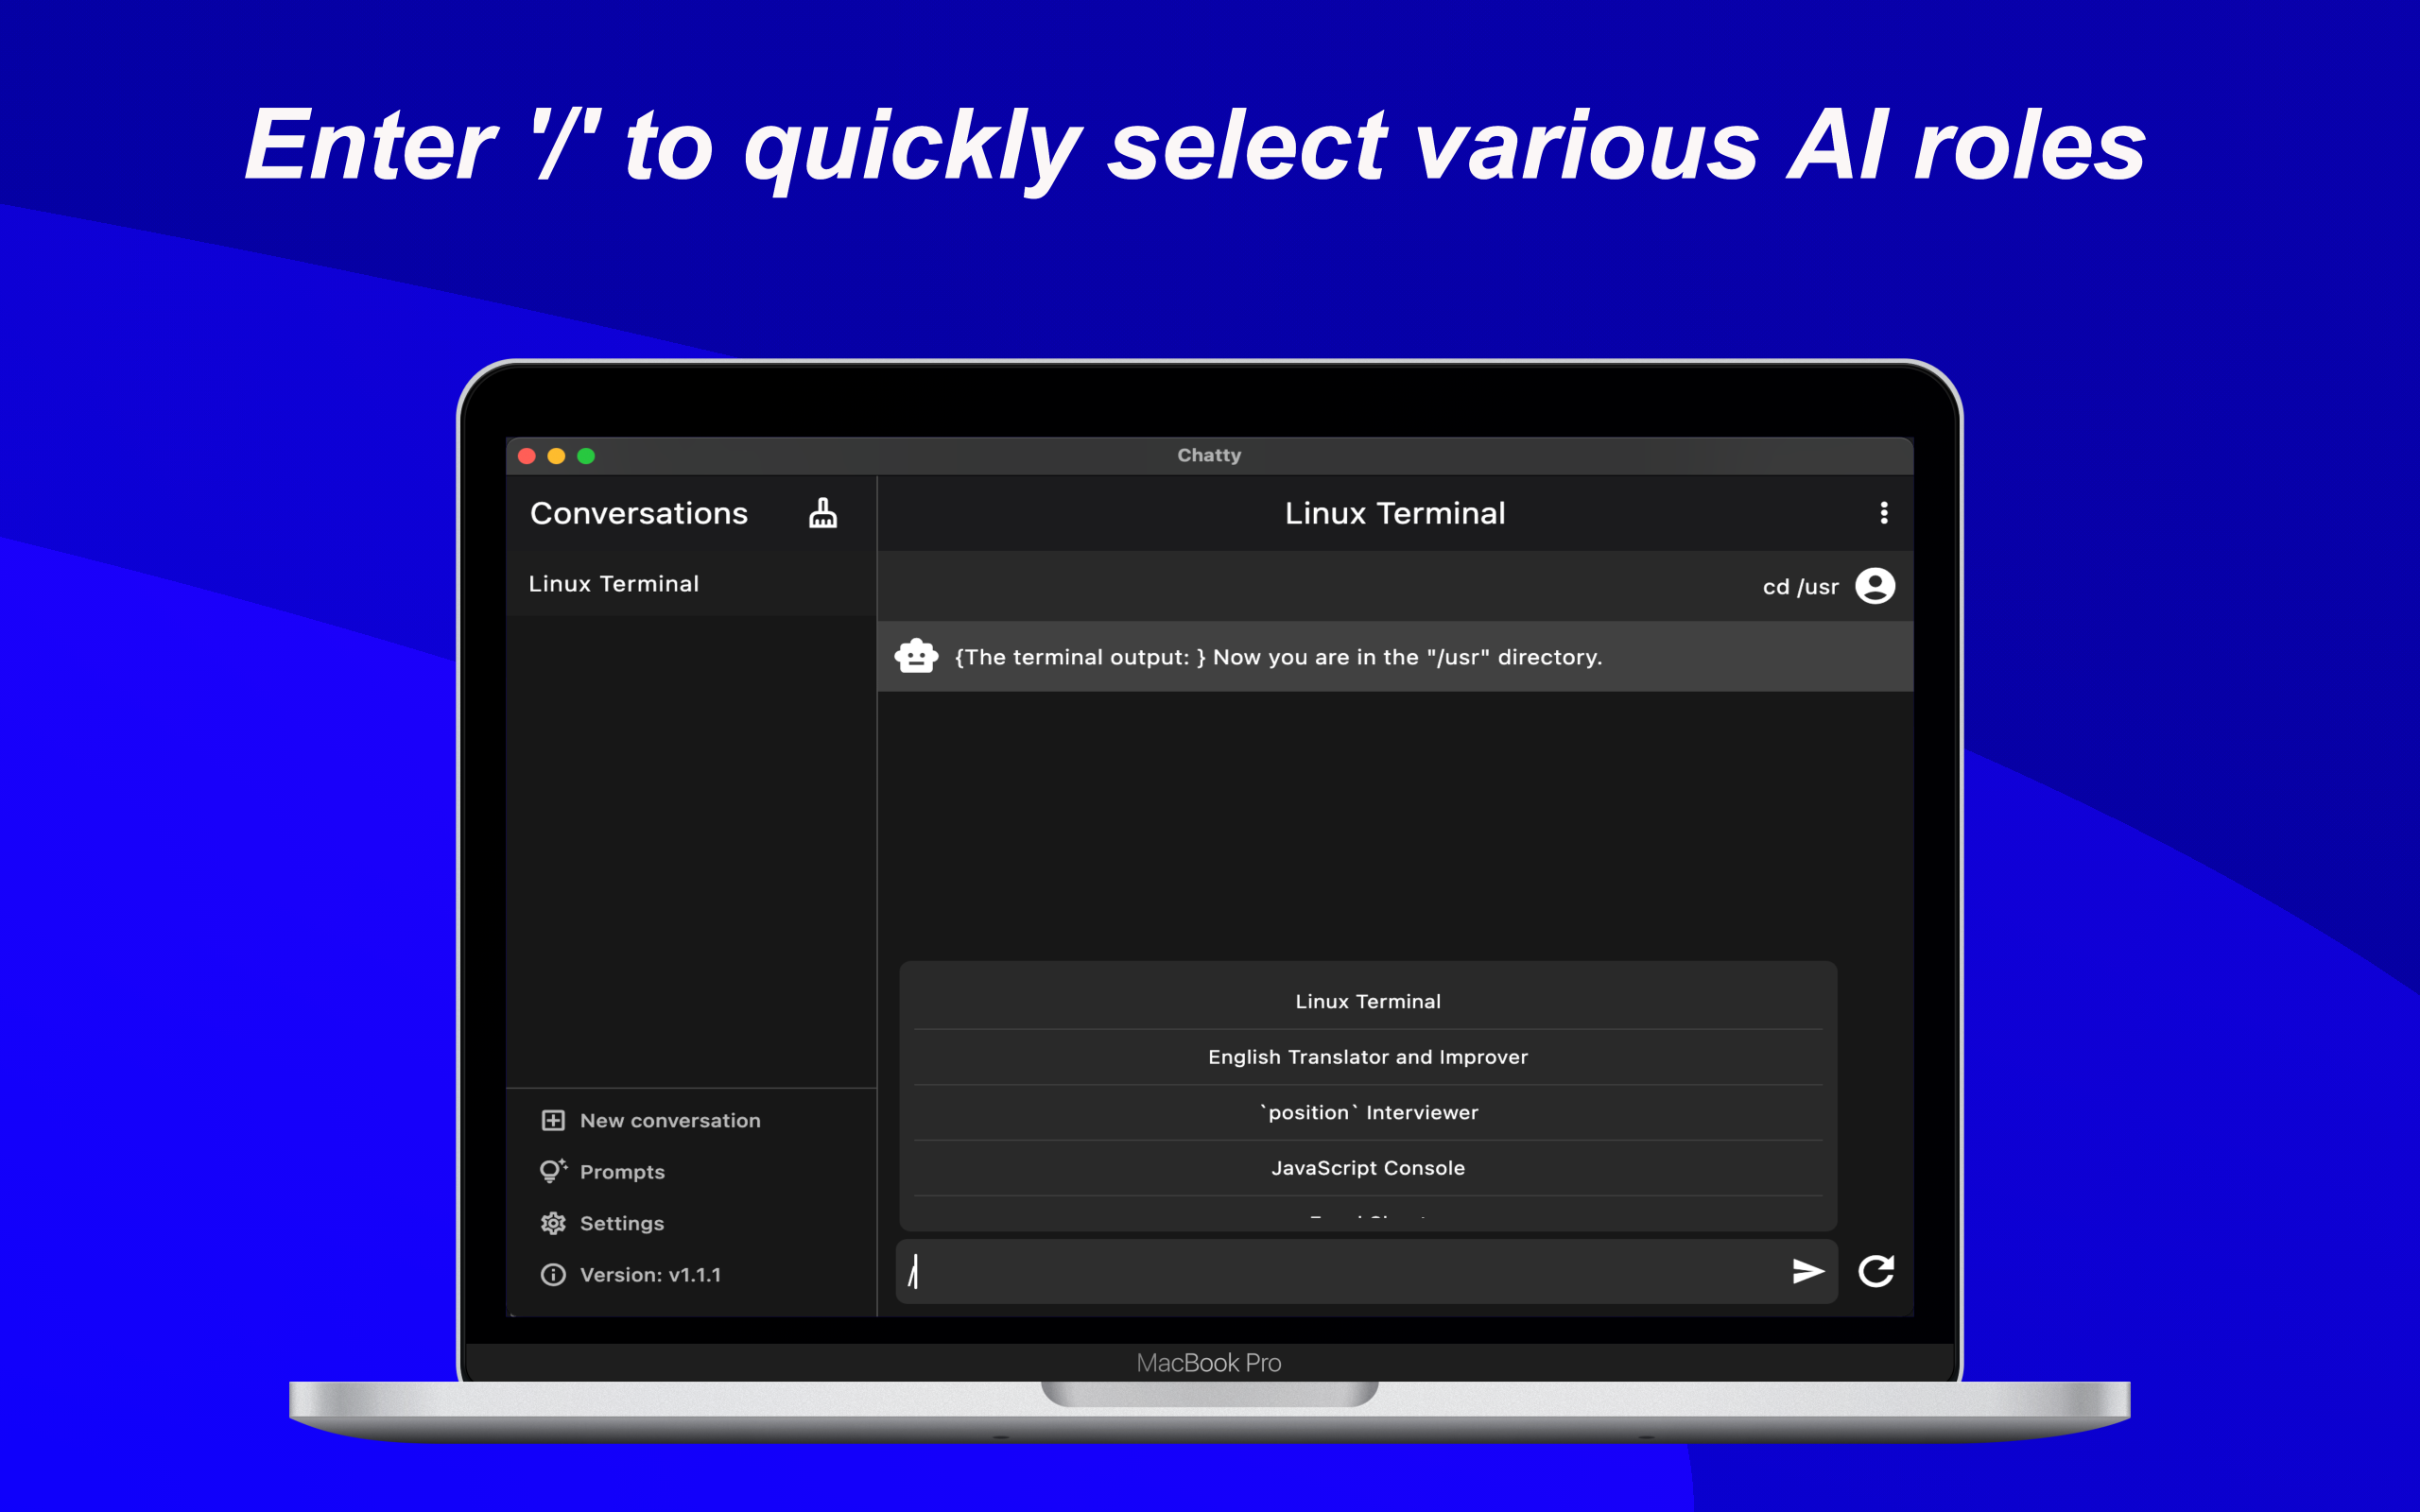 Enter '/' to quickly select various AI roles
Chatty
Conversations
Linux Terminal
Linux Terminal
cd /usr
{The terminal output: } Now you are in the "/usr" directory.
Linux Terminal
English Translator and Improver
`position` Interviewer
JavaScript Console
New conversation
Prompts
Settings
Version: v1.1.1
/
MacBook Pro